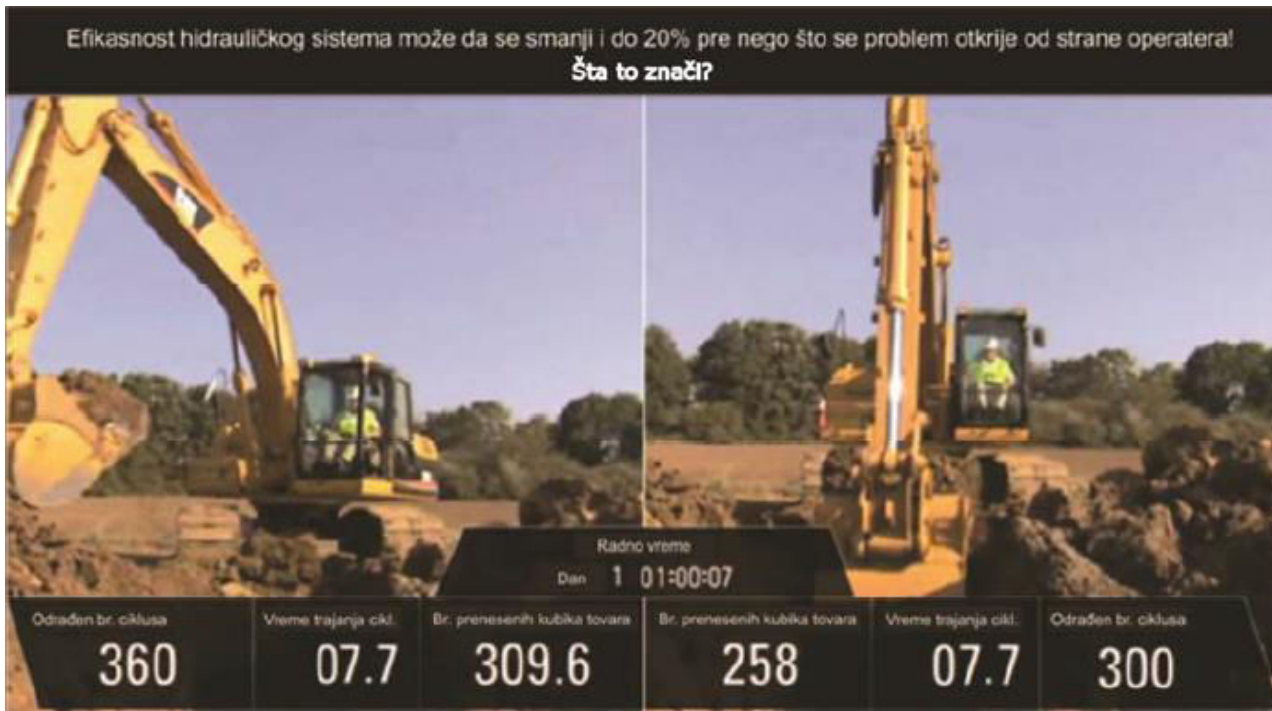 Efikasnost hidrauličkog sistema može da se smanji i do 20% pre nego što se problem otkrije od strane operatera!
Šta to znači?
Radno vreme
Dan 1 01:00:07
Odrađen br. ciklusa
360
Vreme trajanja cikl.
07.7
Br. prenesenih kubika tovara
309.6
Br. prenesenih kubika tovara
258
Vreme trajanja cikl.
07.7
Odrađen br. ciklusa
300